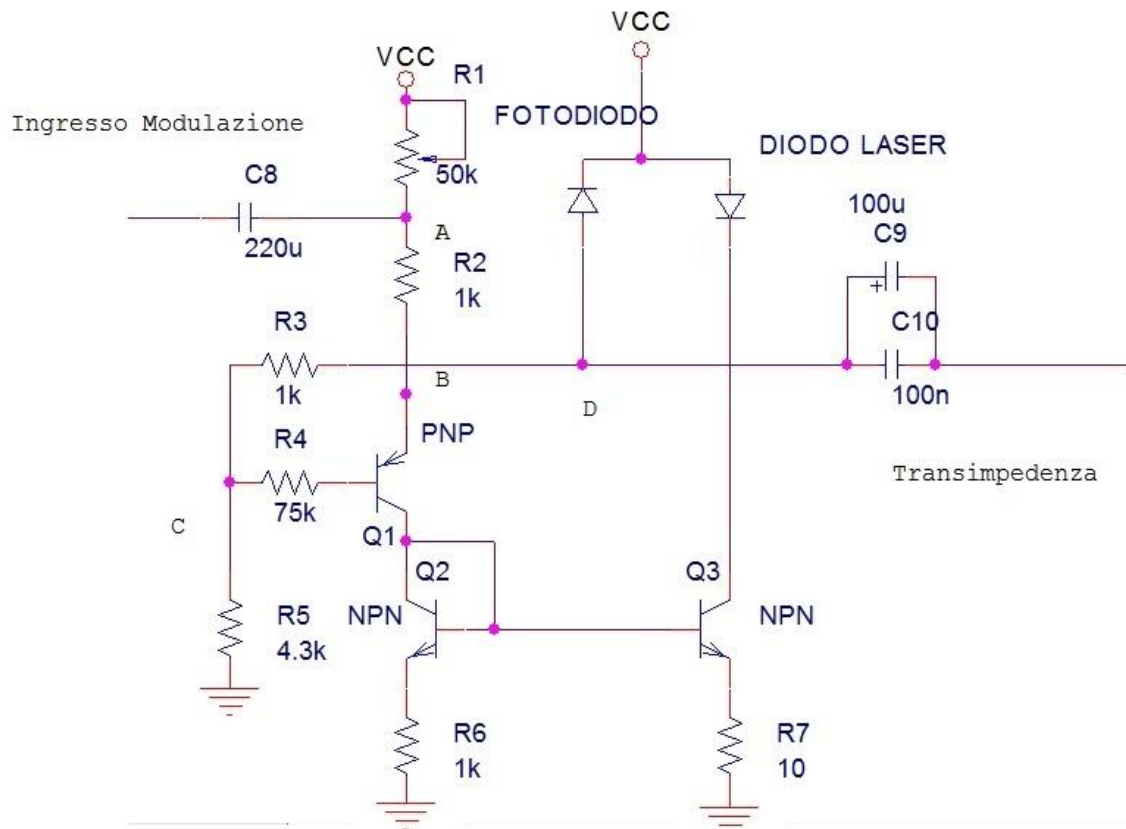 VCC
VCC
R1
FOTODIODO
Ingresso Modulazione
DIODO LASER
C8
50k
100u
A
C9
220u
R2
1k
R3
C10
B
1k
D
100n
PNP
R4
Transimpedenza
75k
C
Q1
Q2
Q3
R5
NPN
NPN
4.3k
+
R6
R7
1k
10